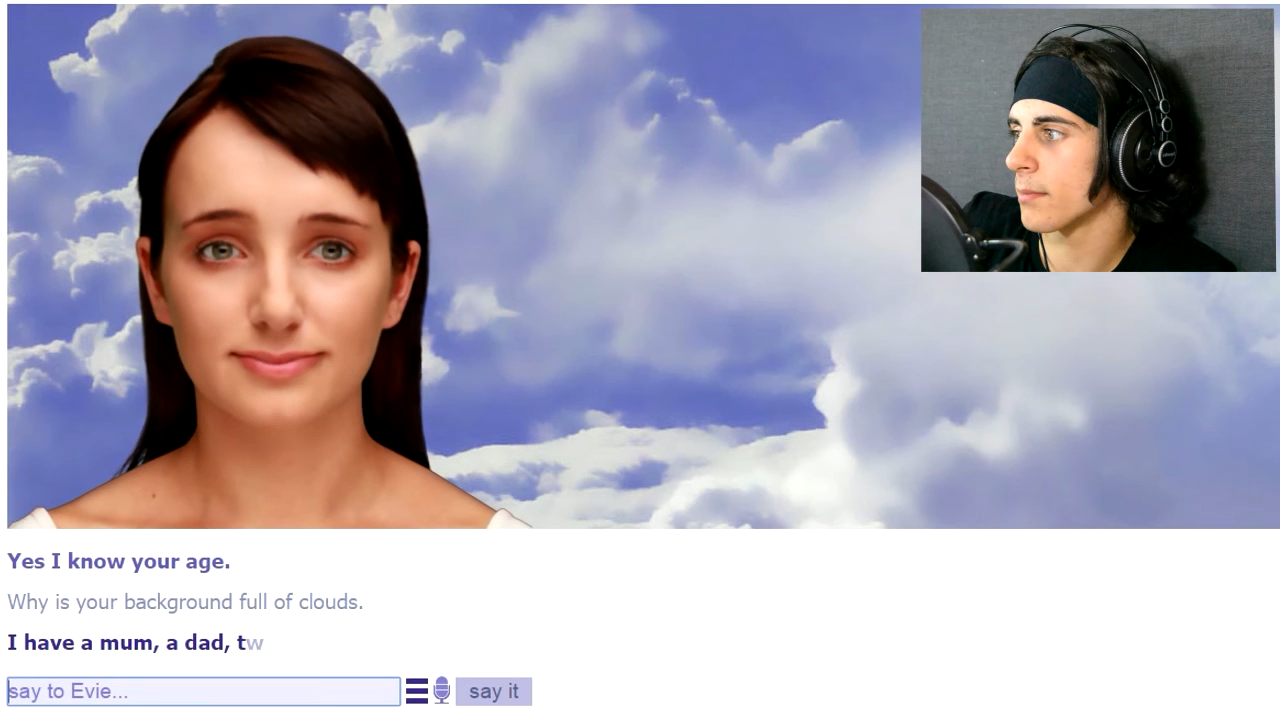 Yes I know your age.
Why is your background full of clouds.
I have a mum, a dad, tw
say to Evie... say it